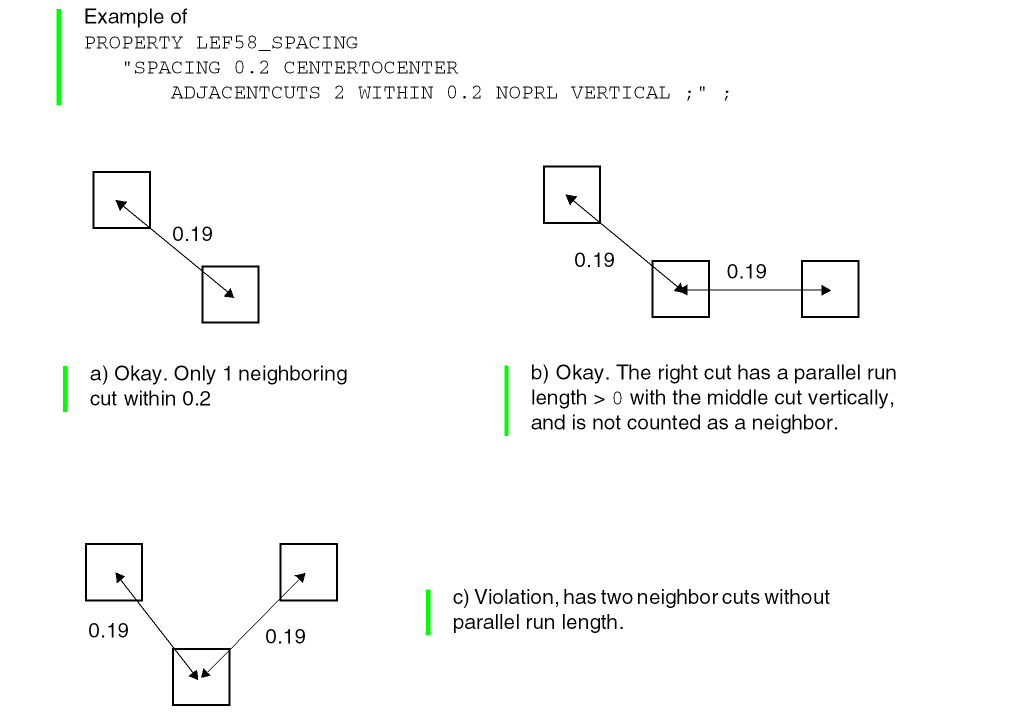 Example of
PROPERTY LEF58_SPACING
"SPACING 0.2 CENTERTOCENTER
ADJACENTCUTS 2 WITHIN 0.2 NOPRL VERTICAL ;" ;
0.19
0.19
0.19
a) Okay. Only 1 neighboring
cut within 0.2
b) Okay. The right cut has a parallel run
length > 0 with the middle cut vertically,
and is not counted as a neighbor.
0.19
0.19
c) Violation, has two neighbor cuts without
parallel run length.